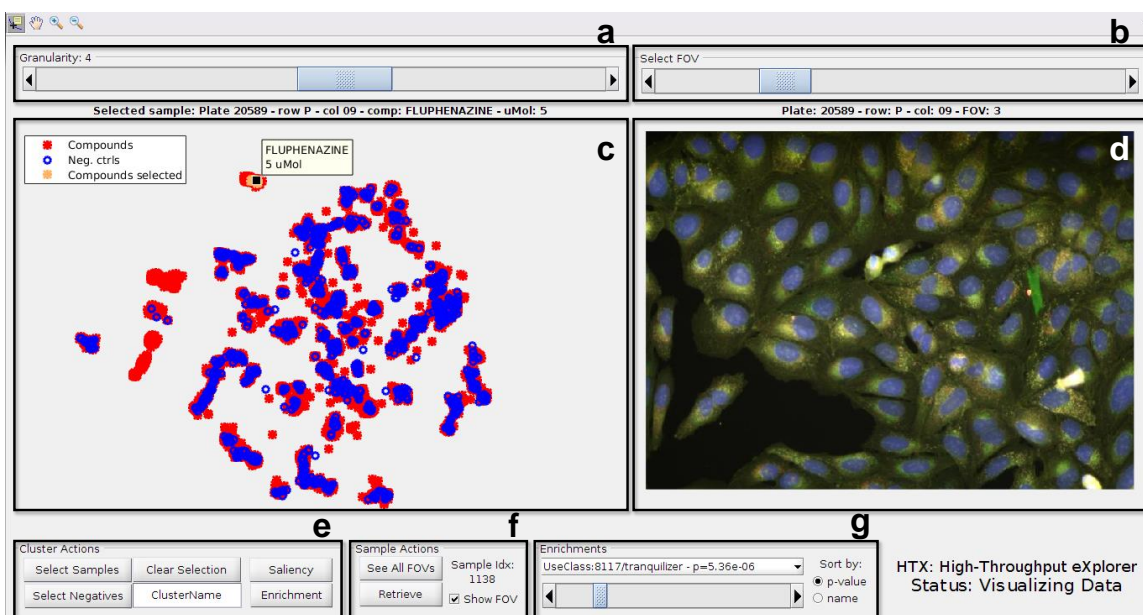 a
b
Granularity: 4
Select FOV
Selected sample: Plate 20589 - row P - col 09 - comp: FLUPHENAZINE - uMol: 5
Plate: 20589 - row: P - col: 09 - FOV: 3
c
d
Compounds
Neg. ctrls
Compounds selected
FLUPHENAZINE
5 uMol
e
f
g
Cluster Actions
Select Samples
Clear Selection
Saliency
Select Negatives
ClusterName
Enrichment
Sample Actions
See All FOVs
Sample Idx:
1138
Retrieve
Show FOV
Enrichments
UseClass:8117/tranquilizer - p=5.36e-06
Sort by:
p-value
name
HTX: High-Throughput eXplorer
Status: Visualizing Data